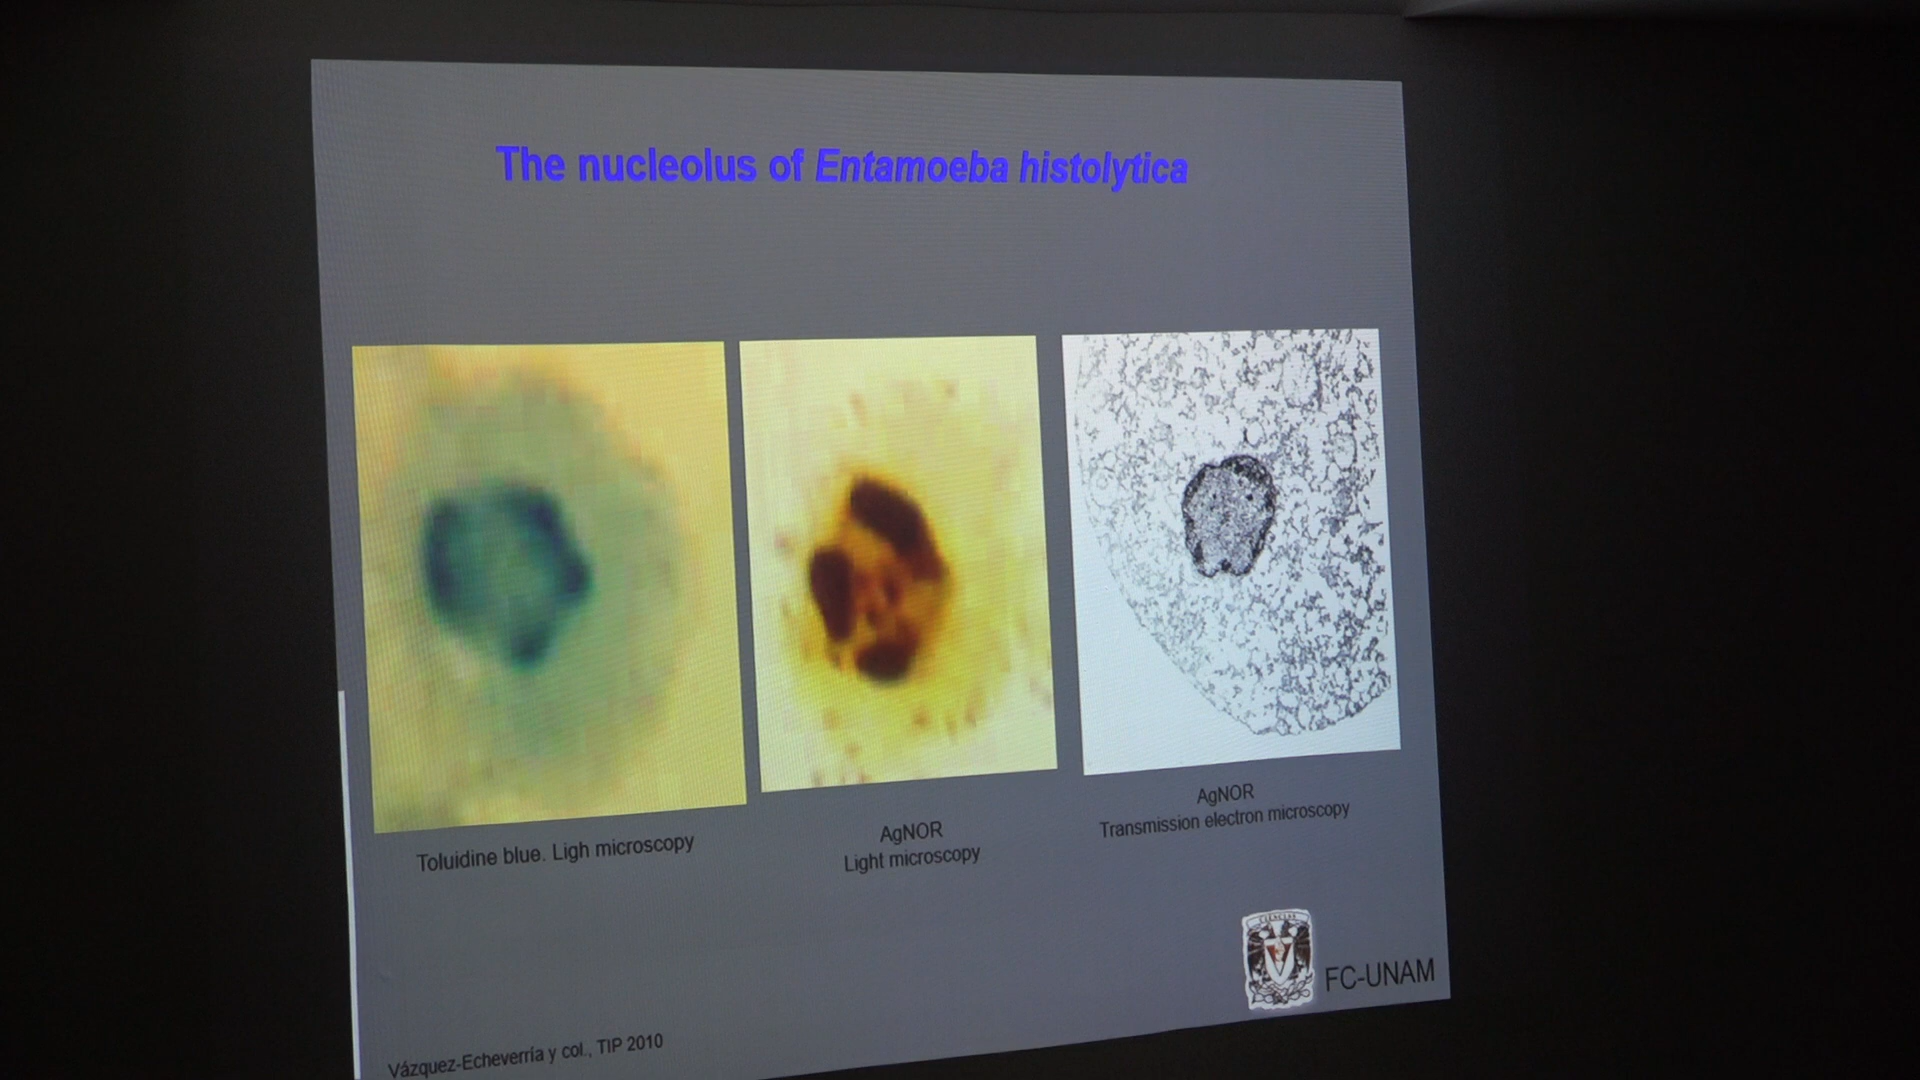 The nucleolus of Entamoeba histolytica
Toluidine blue. Ligh microscopy
AgNOR
Light microscopy
AgNOR
Transmission electron microscopy
CIENCIAS
FC-UNAM
Vázquez-Echeverría y col., TIP 2010